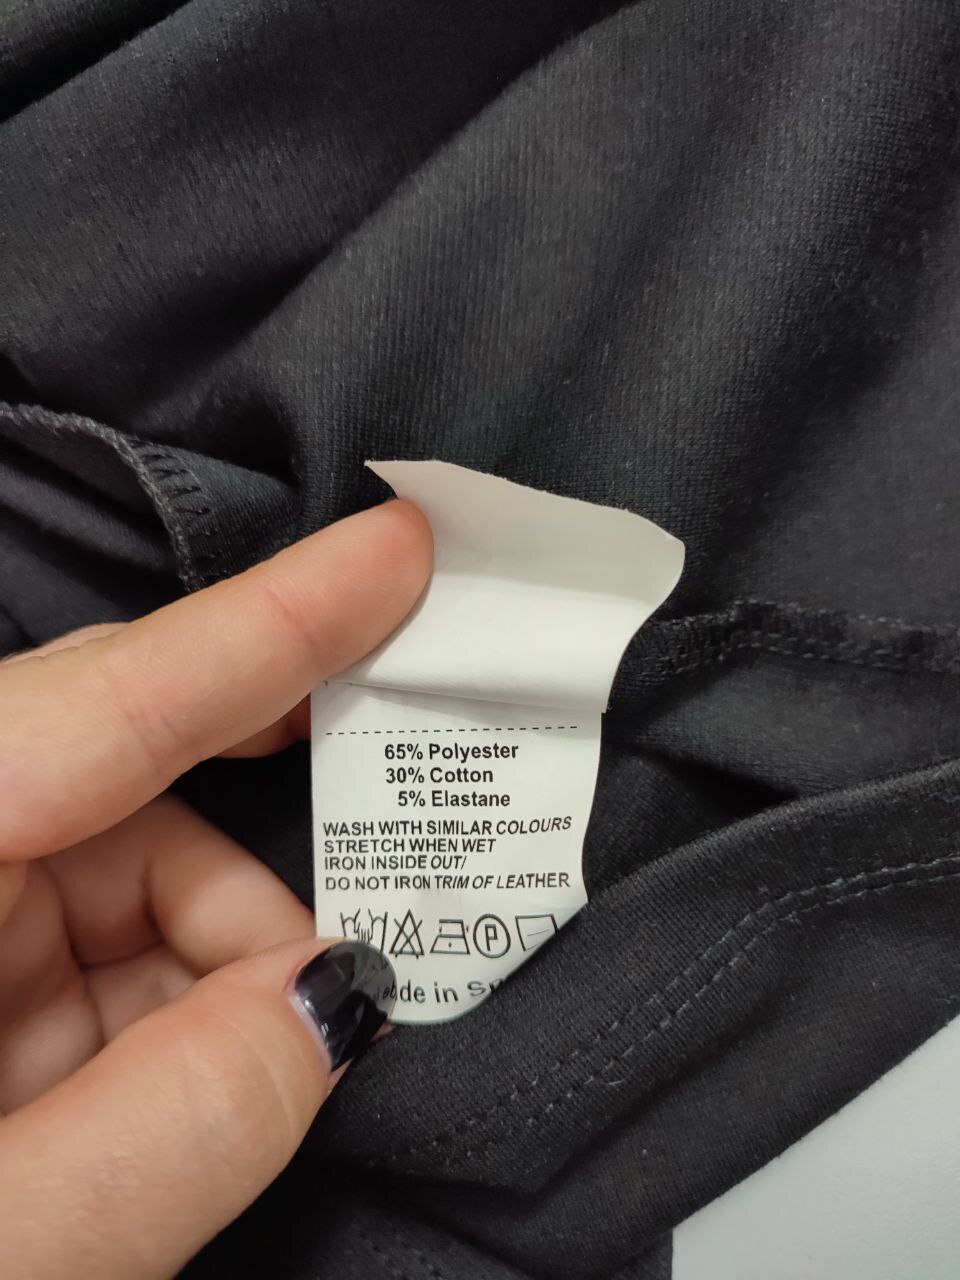 65% Polyester
30% Cotton
5% Elastane
WASH WITH SIMILAR COLOURS
STRETCH WHEN WET
IRON INSIDE OUT/
DO NOT IRON TRIM OF LEATHER
P
in